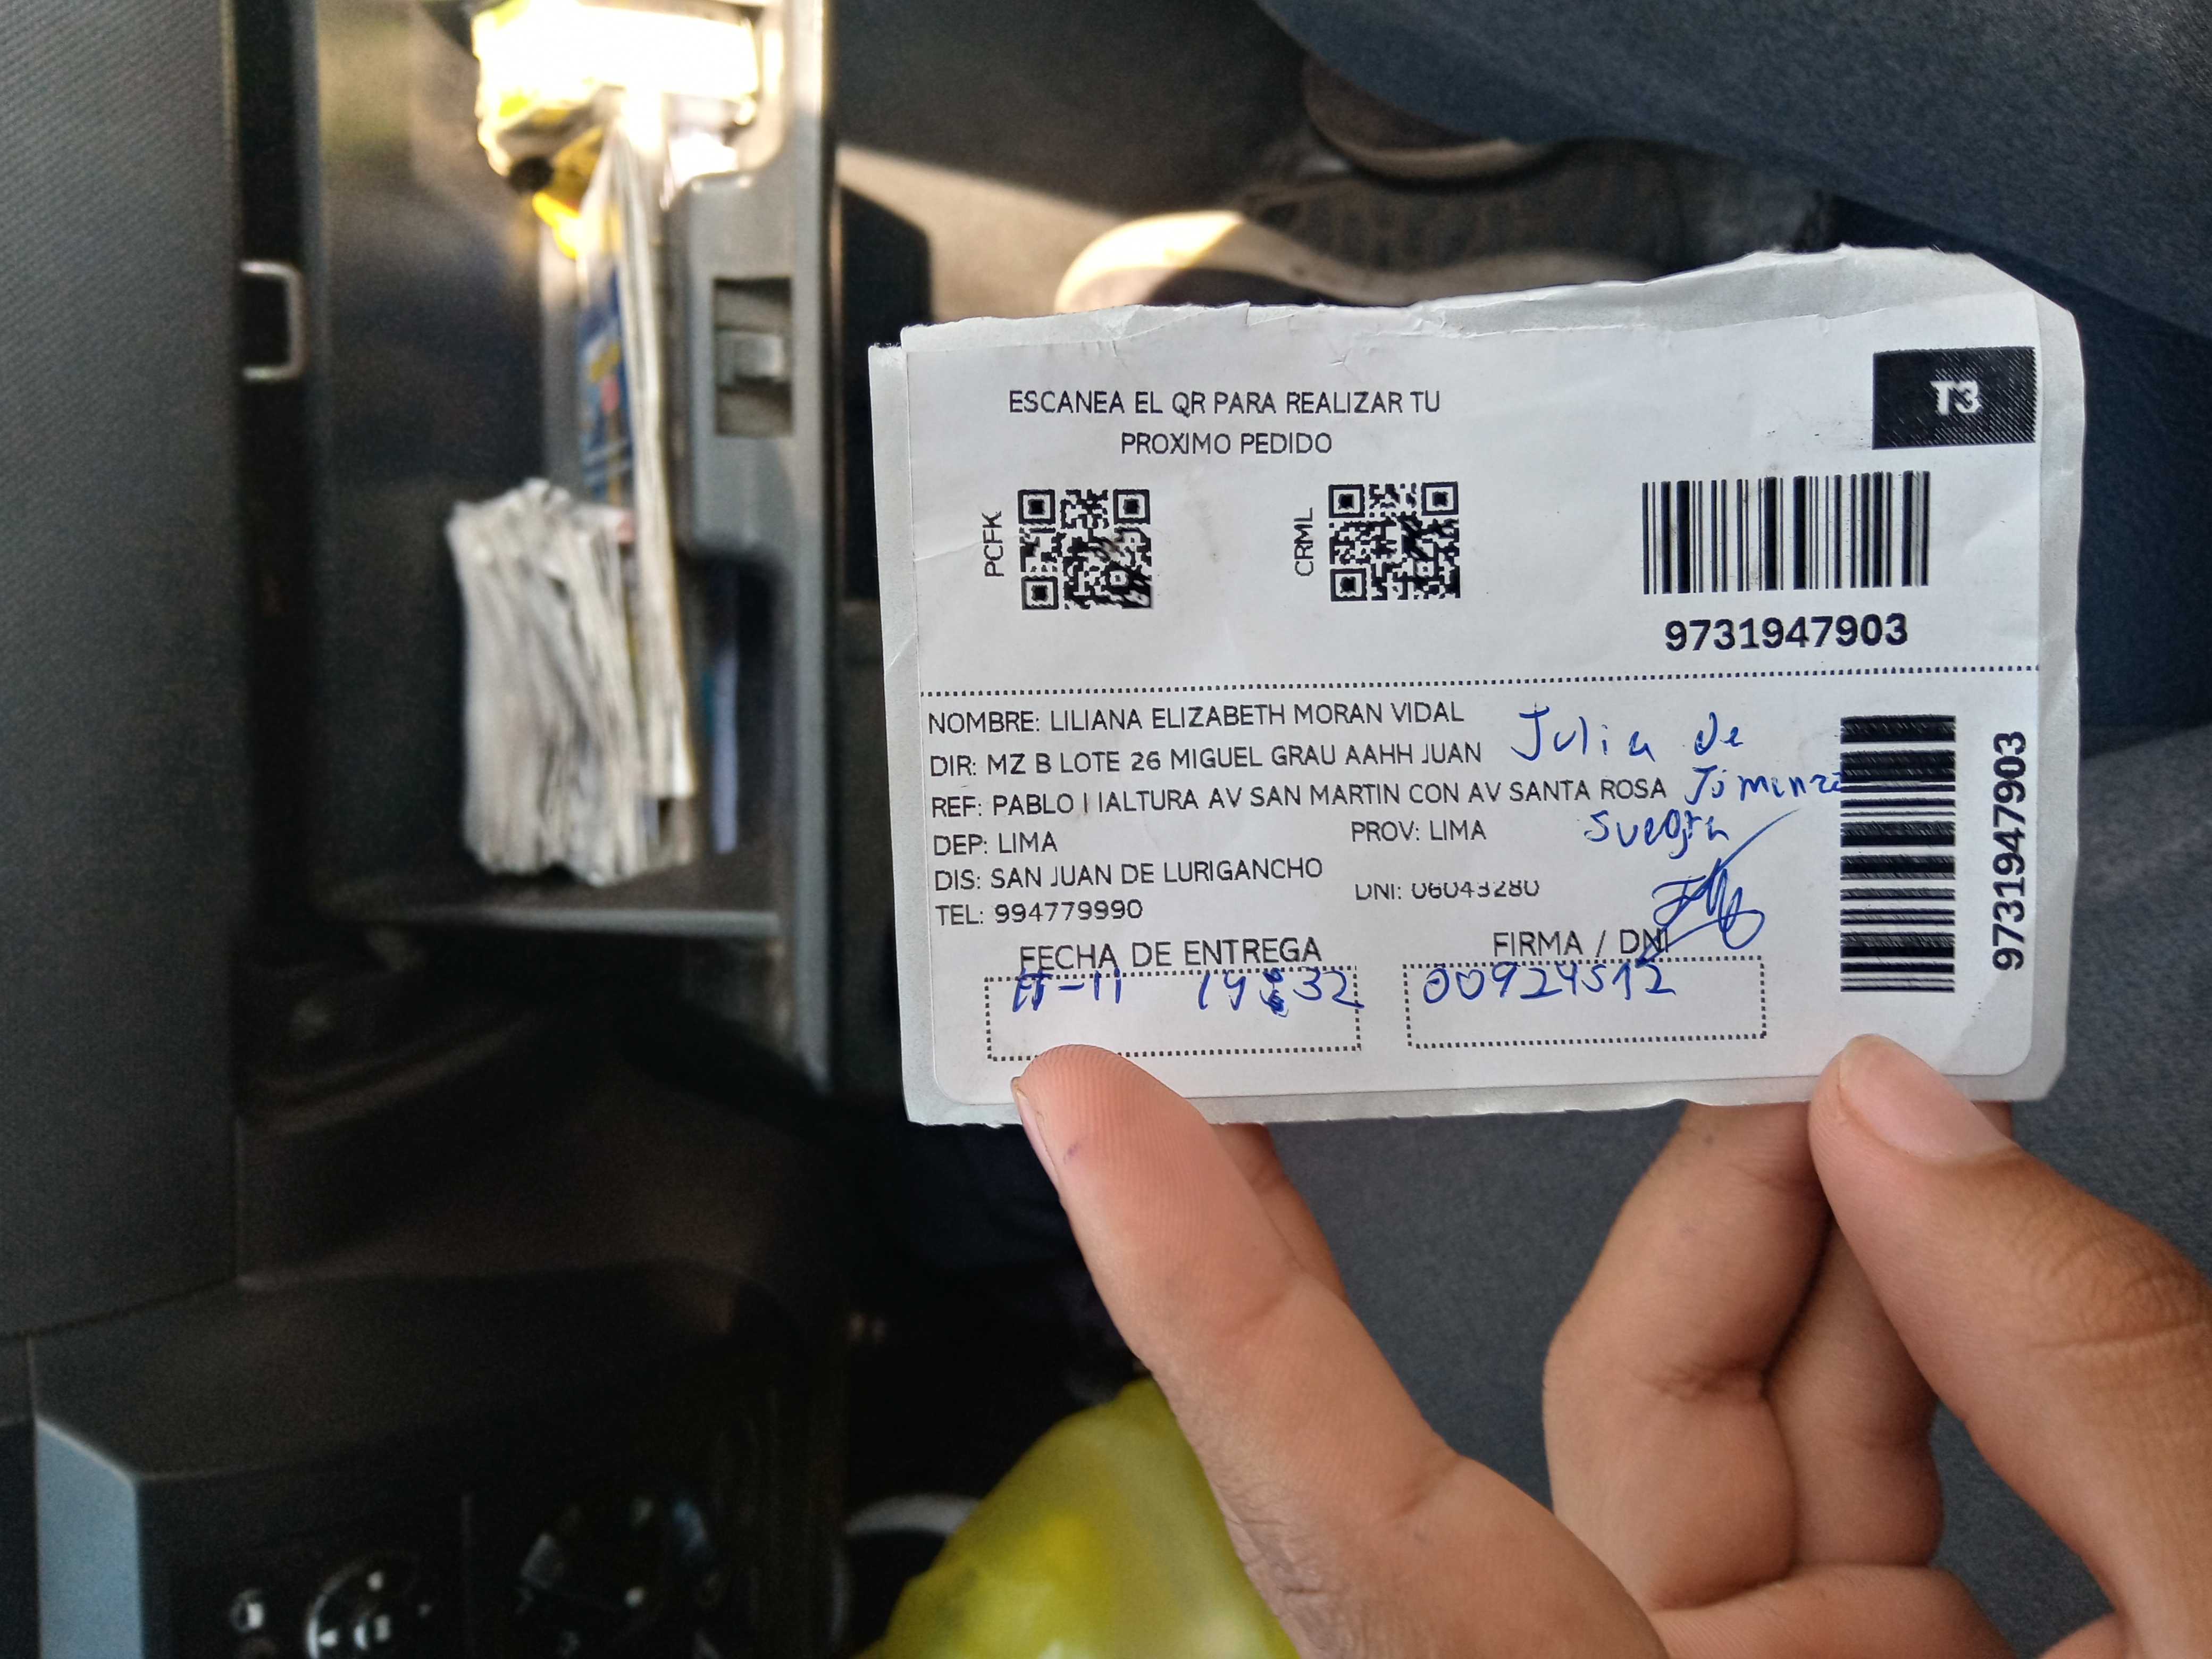 T3
ESCANEA EL QR PARA REALIZAR TU
PROXIMO PEDIDO
PCFK
CRML
9731947903
NOMBRE: LILIANA ELIZABETH MORAN VIDAL
DIR: MZ B LOTE 26 MIGUEL GRAU AAHH JUAN
REF: PABLO I IALTURA AV SAN MARTIN CON AV SANTA ROSA
DEP: LIMA PROV: LIMA
DIS: SAN JUAN DE LURIGANCHO
DNI: 06043280
TEL: 994779990
Julia de
Jimenez
suegra
9731947903
FECHA DE ENTREGA FIRMA / DNI
00924512